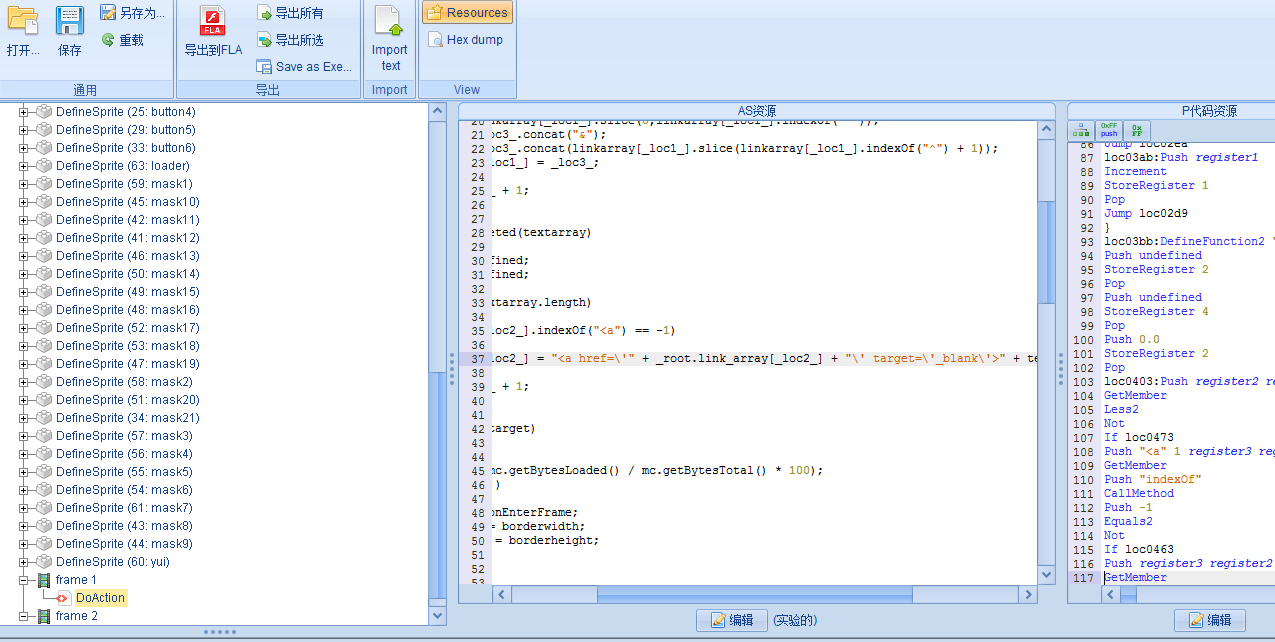 打开...
保存
另存为...
重载
通用
FLA
导出到FLA
导出所有
导出所选
Save as Exe...
导出
Import
text
Import
Resources
Hex dump
View
DefineSprite (25: button4)
DefineSprite (29: button5)
DefineSprite (33: button6)
DefineSprite (63: loader)
DefineSprite (59: mask1)
DefineSprite (45: mask10)
DefineSprite (42: mask11)
DefineSprite (41: mask12)
DefineSprite (46: mask13)
DefineSprite (50: mask14)
DefineSprite (49: mask15)
DefineSprite (48: mask16)
DefineSprite (52: mask17)
DefineSprite (53: mask18)
DefineSprite (47: mask19)
DefineSprite (58: mask2)
DefineSprite (51: mask20)
DefineSprite (34: mask21)
DefineSprite (57: mask3)
DefineSprite (56: mask4)
DefineSprite (55: mask5)
DefineSprite (54: mask6)
DefineSprite (61: mask7)
DefineSprite (43: mask8)
DefineSprite (44: mask9)
DefineSprite (60: yui)
frame 1
DoAction
frame 2
AS资源
21 oc3_.concat("&");
22 oc3_.concat(linkarray[_loc1_].slice(linkarray[_loc1_].indexOf("^") + 1));
23 loc1_] = _loc3_;
24
25 _ + 1;
26
27
28 eted(textarray)
29
30 fined;
31 fined;
32
33 xtarray.length)
34
35 loc2_].indexOf("<a") == -1)
36
37 loc2_] = "<a href=\'" + _root.link_array[_loc2_] + "\' target=\'_blank\'>" + te
38
39 _ + 1;
40
41
42 target)
43
44
45 mc.getBytesLoaded() / mc.getBytesTotal() * 100);
46 )
47
48 onEnterFrame;
49 = borderwidth;
50 = borderheight;
51
52
53
编辑
(实验的)
P代码资源
0xFF push
0x FF
86 Jump loc02ea
87 loc03ab:Push register1
88 Increment
89 StoreRegister 1
90 Pop
91 Jump loc02d9
92 }
93 loc03bb:DefineFunction2 "
94 Push undefined
95 StoreRegister 2
96 Pop
97 Push undefined
98 StoreRegister 4
99 Pop
100 Push 0.0
101 StoreRegister 2
102 Pop
103 loc0403:Push register2 re
104 GetMember
105 Less2
106 Not
107 If loc0473
108 Push "<a" 1 register3 reg
109 GetMember
110 Push "indexOf"
111 CallMethod
112 Push -1
113 Equals2
114 Not
115 If loc0463
116 Push register3 register2
117 GetMember
编辑